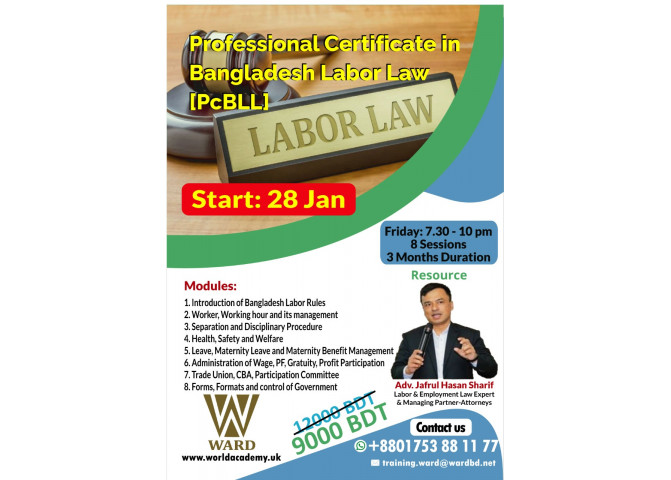 Professional Certificate in
Bangladesh Labor Law
[PcBLL]
LABOR LAW
Start: 28 Jan
Friday: 7.30 - 10 pm
8 Sessions
3 Months Duration
Resource
Modules:
1. Introduction of Bangladesh Labor Rules
2. Worker, Working hour and its management
3. Separation and Disciplinary Procedure
4. Health, Safety and Welfare
5. Leave, Maternity Leave and Maternity Benefit Management
6. Administration of Wage, PF, Gratuity, Profit Participation
7. Trade Union, CBA, Participation Committee
8. Forms, Formats and control of Government
Adv. Jafrul Hasan Sharif
Labor & Employment Law Expert
& Managing Partner-Attorneys
WARD
www.worldacademy.uk
12000 BDT
9000 BDT
Contact us
+8801753 88 11 77
training.ward@wardbd.net